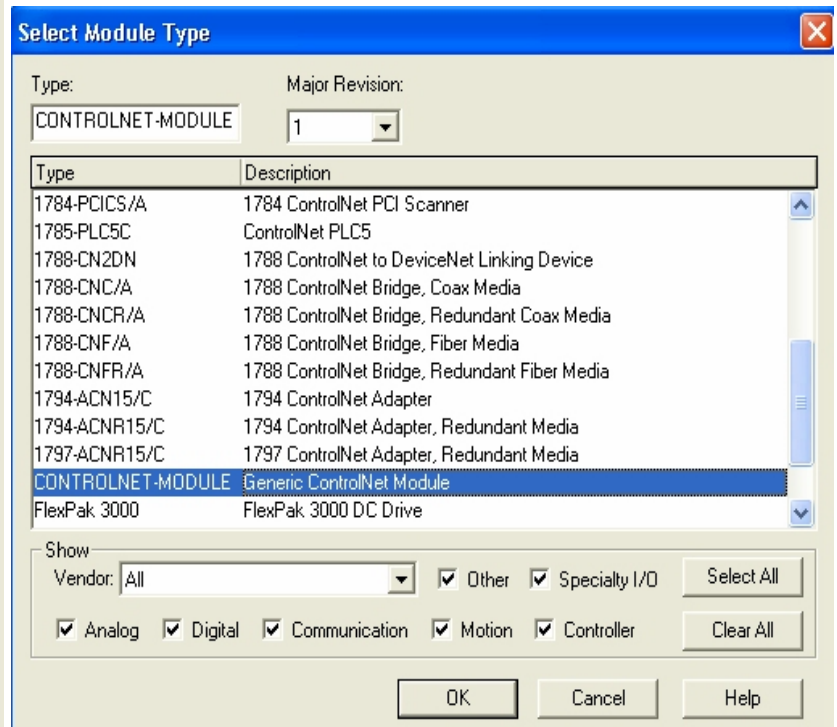 Select Module Type
Type: Major Revision:
CONTROLNET-MODULE 1
Type Description
1784-PCICS/A 1784 ControlNet PCI Scanner
1785-PLC5C ControlNet PLC5
1788-CN2DN 1788 ControlNet to DeviceNet Linking Device
1788-CNC/A 1788 ControlNet Bridge, Coax Media
1788-CNCR/A 1788 ControlNet Bridge, Redundant Coax Media
1788-CNF/A 1788 ControlNet Bridge, Fiber Media
1788-CNFR/A 1788 ControlNet Bridge, Redundant Fiber Media
1794-ACN15/C 1794 ControlNet Adapter
1794-ACNR15/C 1794 ControlNet Adapter, Redundant Media
1797-ACNR15/C 1797 ControlNet Adapter, Redundant Media
CONTROLNET-MODULE Generic ControlNet Module
FlexPak 3000 FlexPak 3000 DC Drive
Show
Vendor: All Other Specialty I/O Select All
Analog Digital Communication Motion Controller Clear All
OK Cancel Help